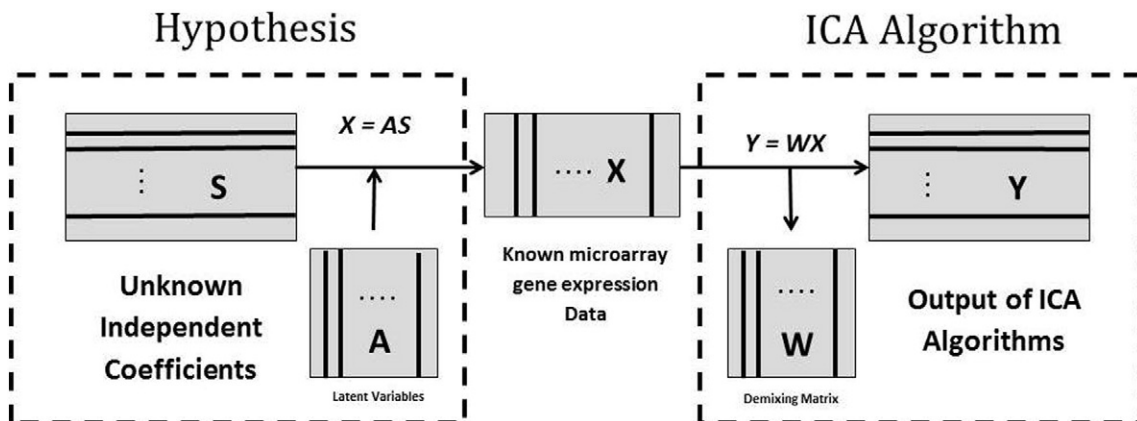 Hypothesis
ICA Algorithm
X = AS
S
A
....
Latent Variables
Unknown
Independent
Coefficients
.... X
Known microarray
gene expression
Data
Y = WX
....
W
Demixing Matrix
Y
Output of ICA
Algorithms